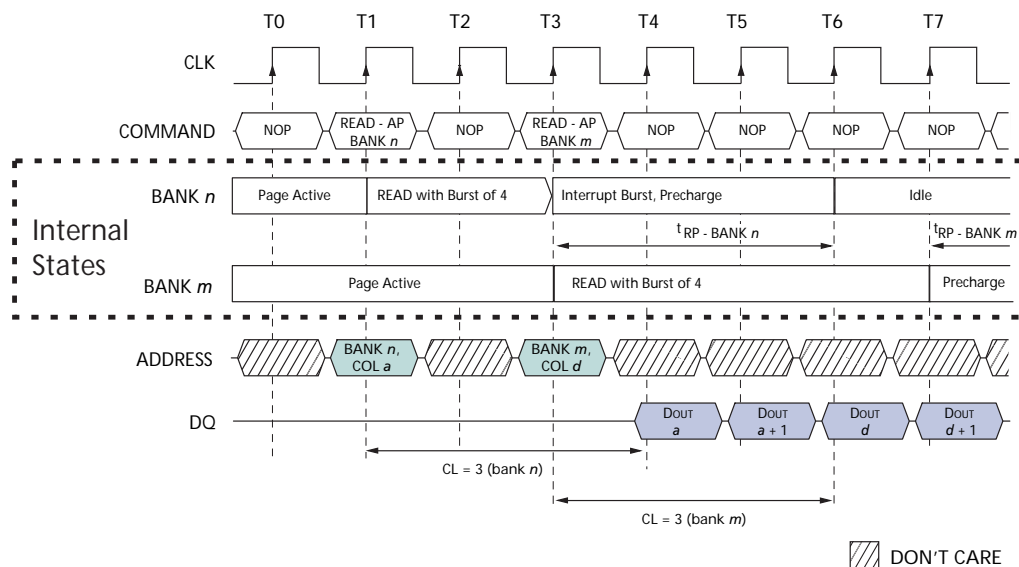 T0 T1 T2 T3 T4 T5 T6 T7
CLK
COMMAND NOP READ - AP BANK n NOP READ - AP BANK m NOP NOP NOP NOP
Internal States
BANK n Page Active READ with Burst of 4 Interrupt Burst, Precharge Idle
tRP - BANK n tRP - BANK m
BANK m Page Active READ with Burst of 4 Precharge
ADDRESS BANK n, COL a BANK m, COL d
DQ DOUT a DOUT a + 1 DOUT d DOUT d + 1
CL = 3 (bank n)
CL = 3 (bank m)
DON'T CARE